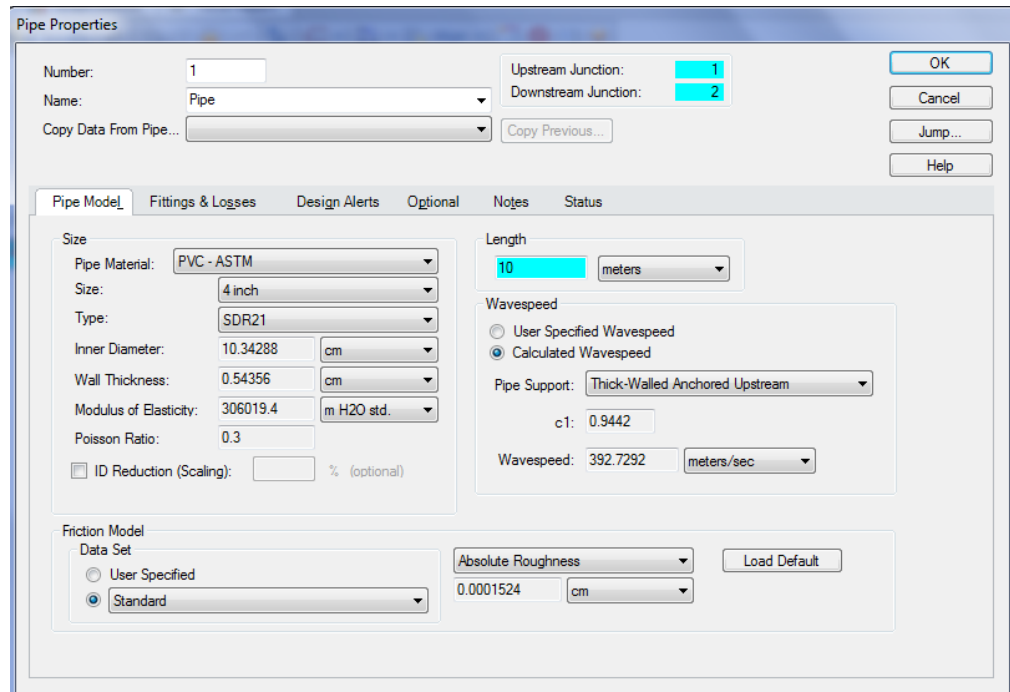 Pipe Properties
Number: 1
Name: Pipe
Copy Data From Pipe... Copy Previous...
Upstream Junction: 1
Downstream Junction: 2
OK
Cancel
Jump...
Help
Pipe Model Fittings & Losses Design Alerts Optional Notes Status
Size
Pipe Material: PVC - ASTM
Size: 4 inch
Type: SDR21
Inner Diameter: 10.34288 cm
Wall Thickness: 0.54356 cm
Modulus of Elasticity: 306019.4 m H2O std.
Poisson Ratio: 0.3
ID Reduction (Scaling): % (optional)
Length
10 meters
Wavespeed
User Specified Wavespeed
Calculated Wavespeed
Pipe Support: Thick-Walled Anchored Upstream
c1: 0.9442
Wavespeed: 392.7292 meters/sec
Friction Model
Data Set
User Specified
Standard
Absolute Roughness Load Default
0.0001524 cm